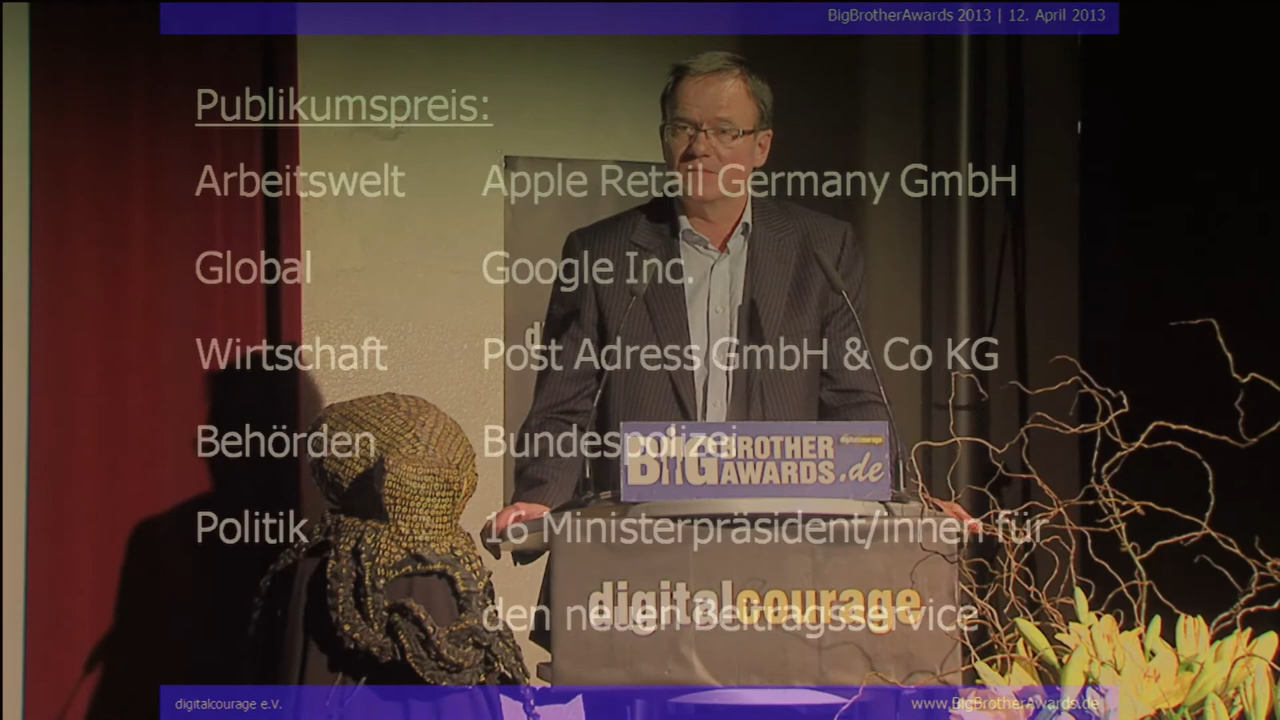 BigBrotherAwards 2013 | 12. April 2013
Publikumspreis:
Arbeitswelt Apple Retail Germany GmbH
Global Google Inc.
Wirtschaft Post Adress GmbH & Co KG
Behörden Bundespolizei
Politik 16 Ministerpräsident/innen für
den neuen Beitragsservice
digitalcourage
BIG BROTHER
AWARDS.de
digitalcourage
digitalcourage e.V. www.BigBrotherAwards.de